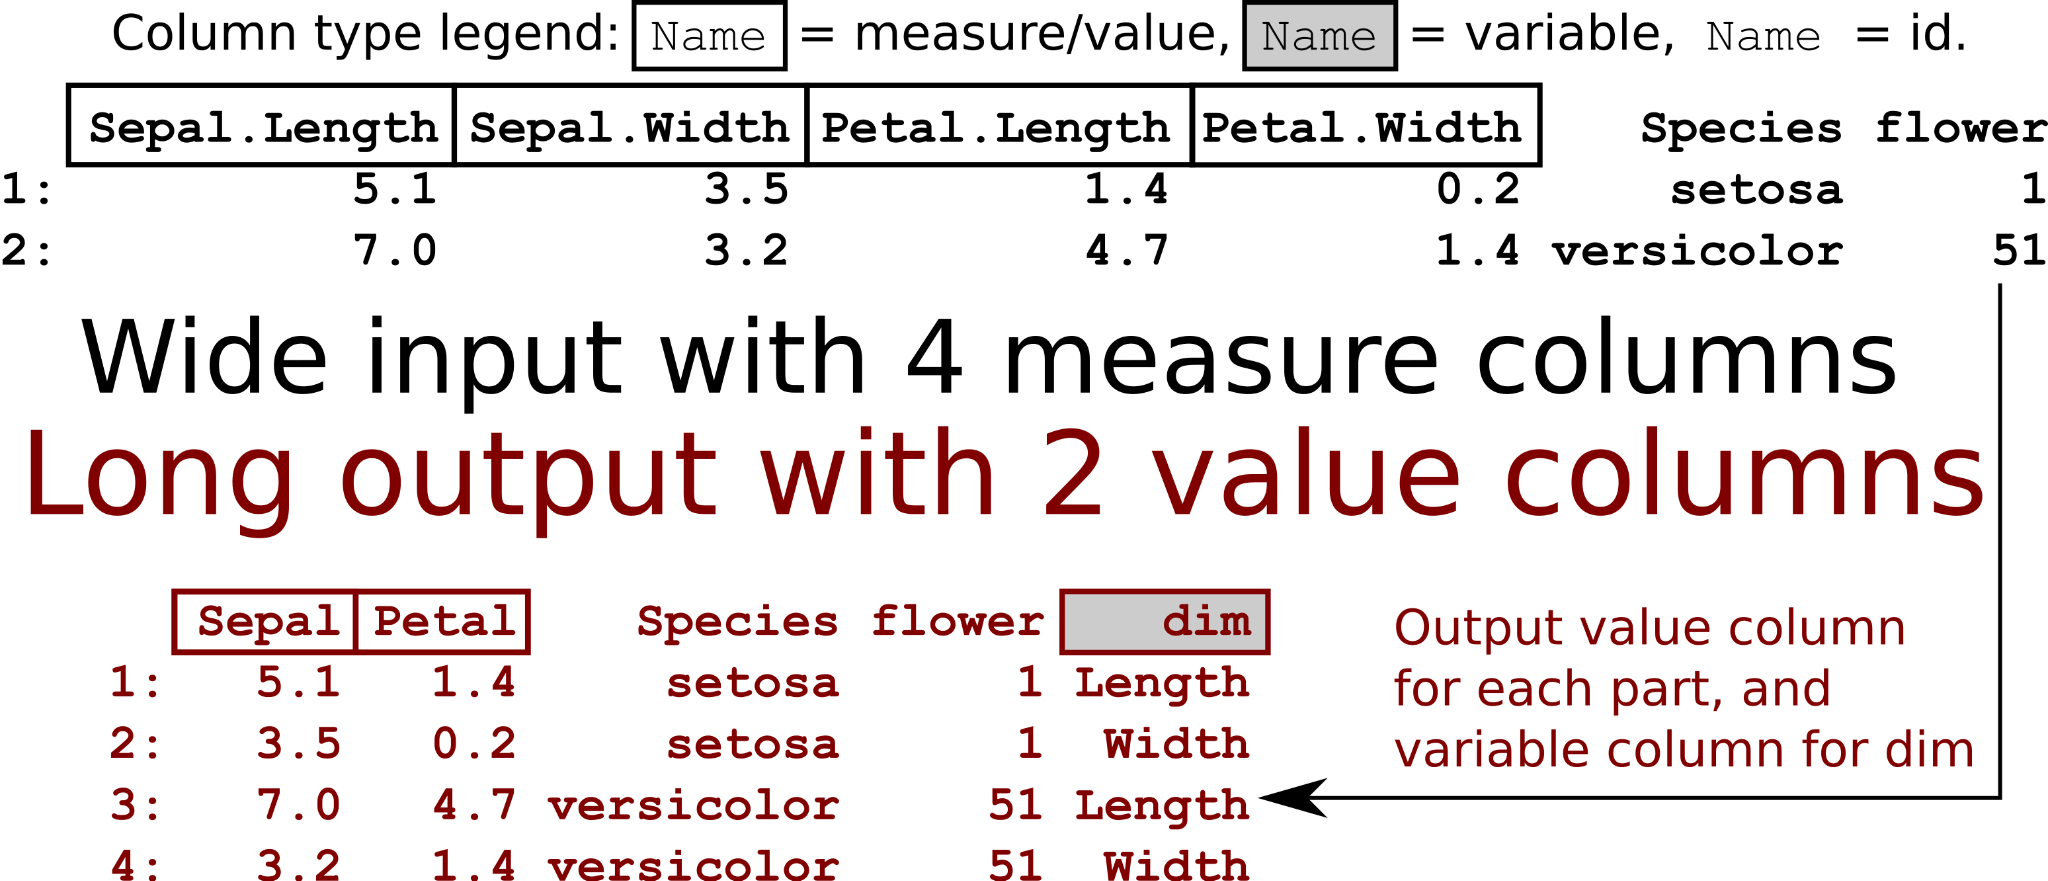 Column type legend: Name = measure/value, Name = variable, Name = id.
Sepal.Length Sepal.Width Petal.Length Petal.Width Species flower
1: 5.1 3.5 1.4 0.2 setosa 1
2: 7.0 3.2 4.7 1.4 versicolor 51
Wide input with 4 measure columns
Long output with 2 value columns
Sepal Petal Species flower dim
1: 5.1 1.4 setosa 1 Length
2: 3.5 0.2 setosa 1 Width
3: 7.0 4.7 versicolor 51 Length
4: 3.2 1.4 versicolor 51 Width
Output value column
for each part, and
variable column for dim